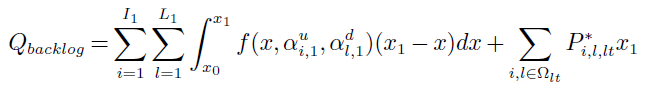 $Q_{backlog} = \sum_{i=1}^{I_1} \sum_{l=1}^{L_1} \int_{x_0}^{x_1} f(x, \alpha_{i,1}^{u}, \alpha_{l,1}^{d})(x_1 - x)dx + \sum_{i,l \in \Omega_{lt}} P_{i,l,lt}^{*} x_1$